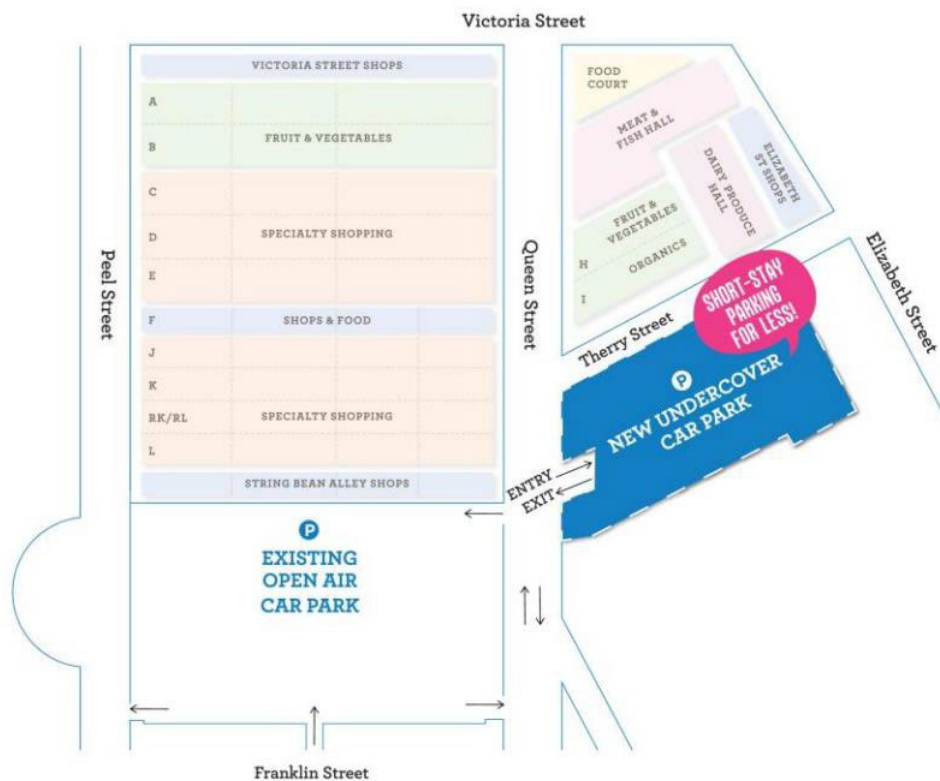 Victoria Street
VICTORIA STREET SHOPS
A
B
FRUIT & VEGETABLES
C
D
SPECIALTY SHOPPING
E
F
SHOPS & FOOD
J
K
RK/RL
SPECIALTY SHOPPING
L
STRING BEAN ALLEY SHOPS
Peel Street
Queen Street
FOOD
COURT
MEAT &
FISH HALL
DAIRY PRODUCE
HALL
ELIZABETH
ST SHOPS
FRUIT &
VEGETABLES
H
ORGANICS
I
Elizabeth Street
Therry Street
SHORT-STAY
PARKING
FOR LESS!
P
NEW UNDERCOVER
CAR PARK
ENTRY
EXIT
P
EXISTING
OPEN AIR
CAR PARK
Franklin Street